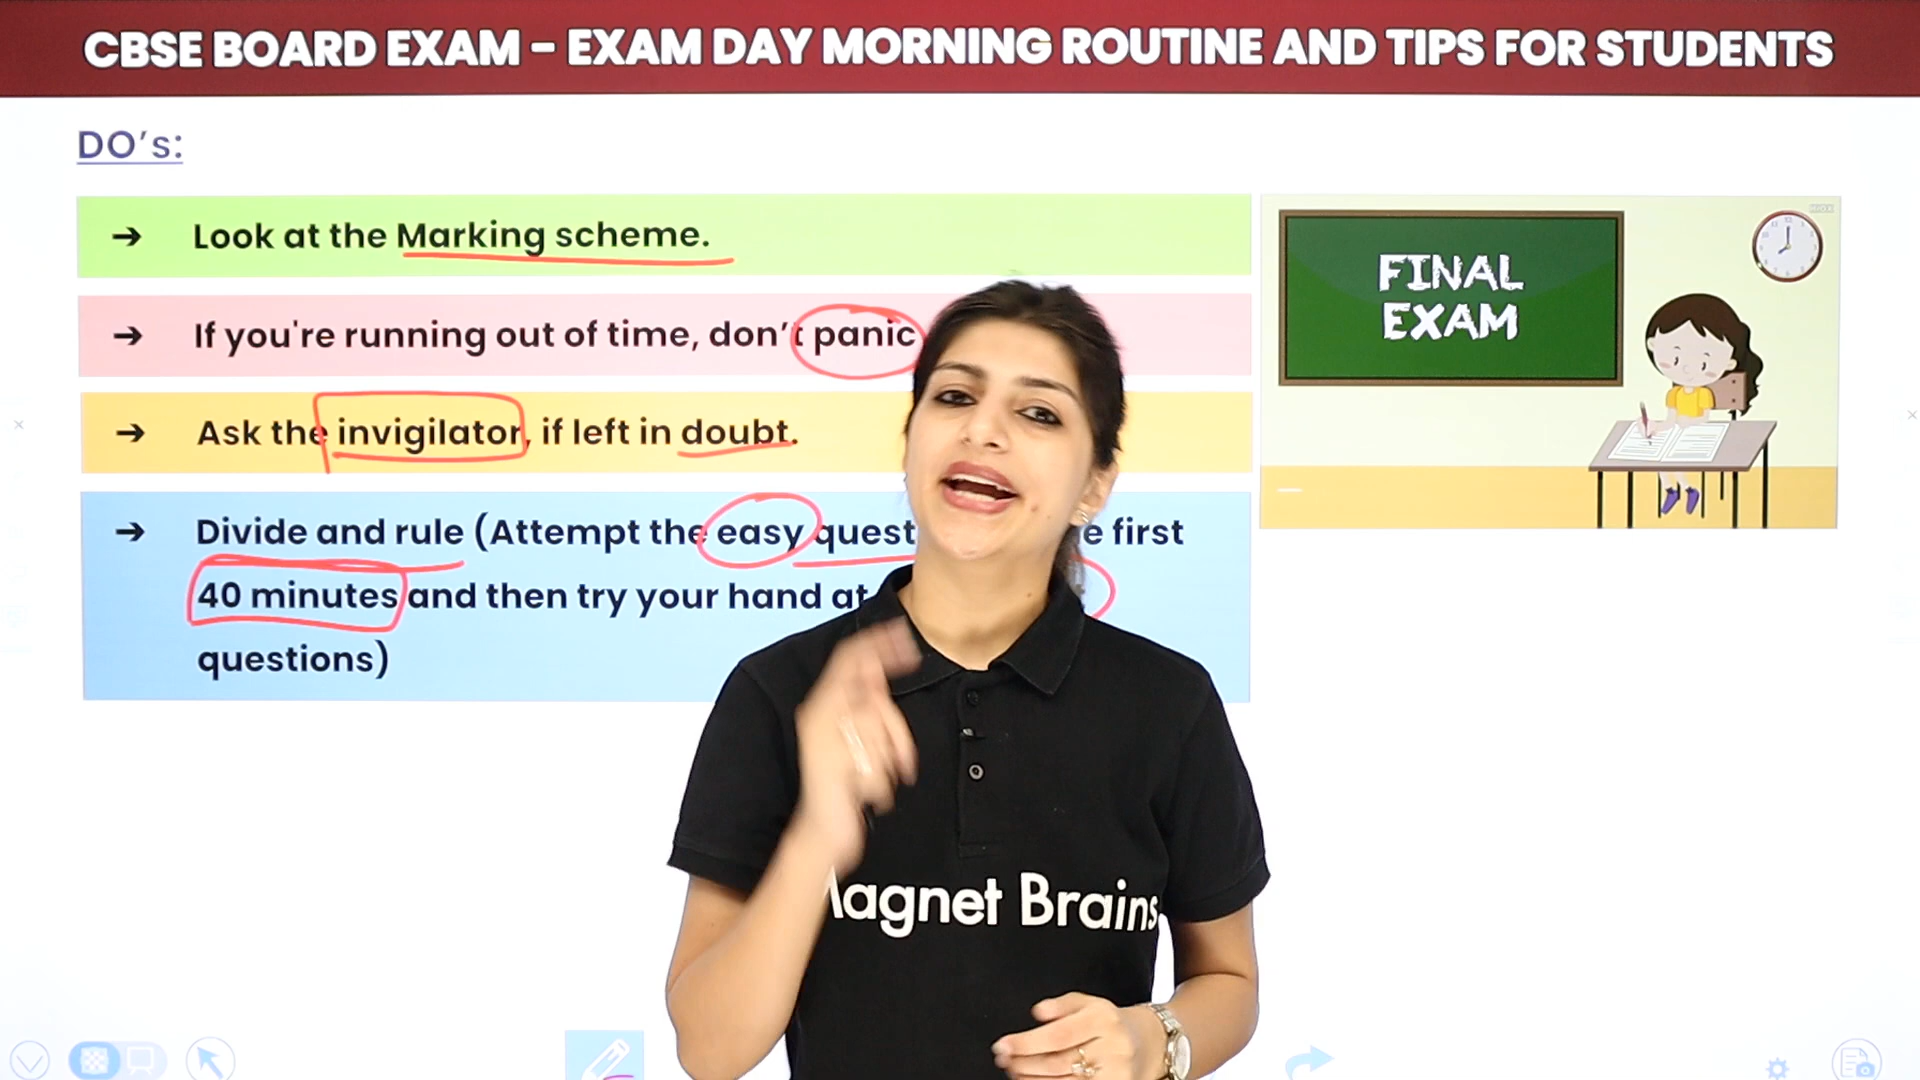 CBSE BOARD EXAM – EXAM DAY MORNING ROUTINE AND TIPS FOR STUDENTS
DO's:
➔ Look at the Marking scheme.
➔ If you're running out of time, don't panic
➔ Ask the invigilator, if left in doubt.
➔ Divide and rule (Attempt the easy first
40 minutes and then try your hand at
questions)
FINAL
EXAM
Brains